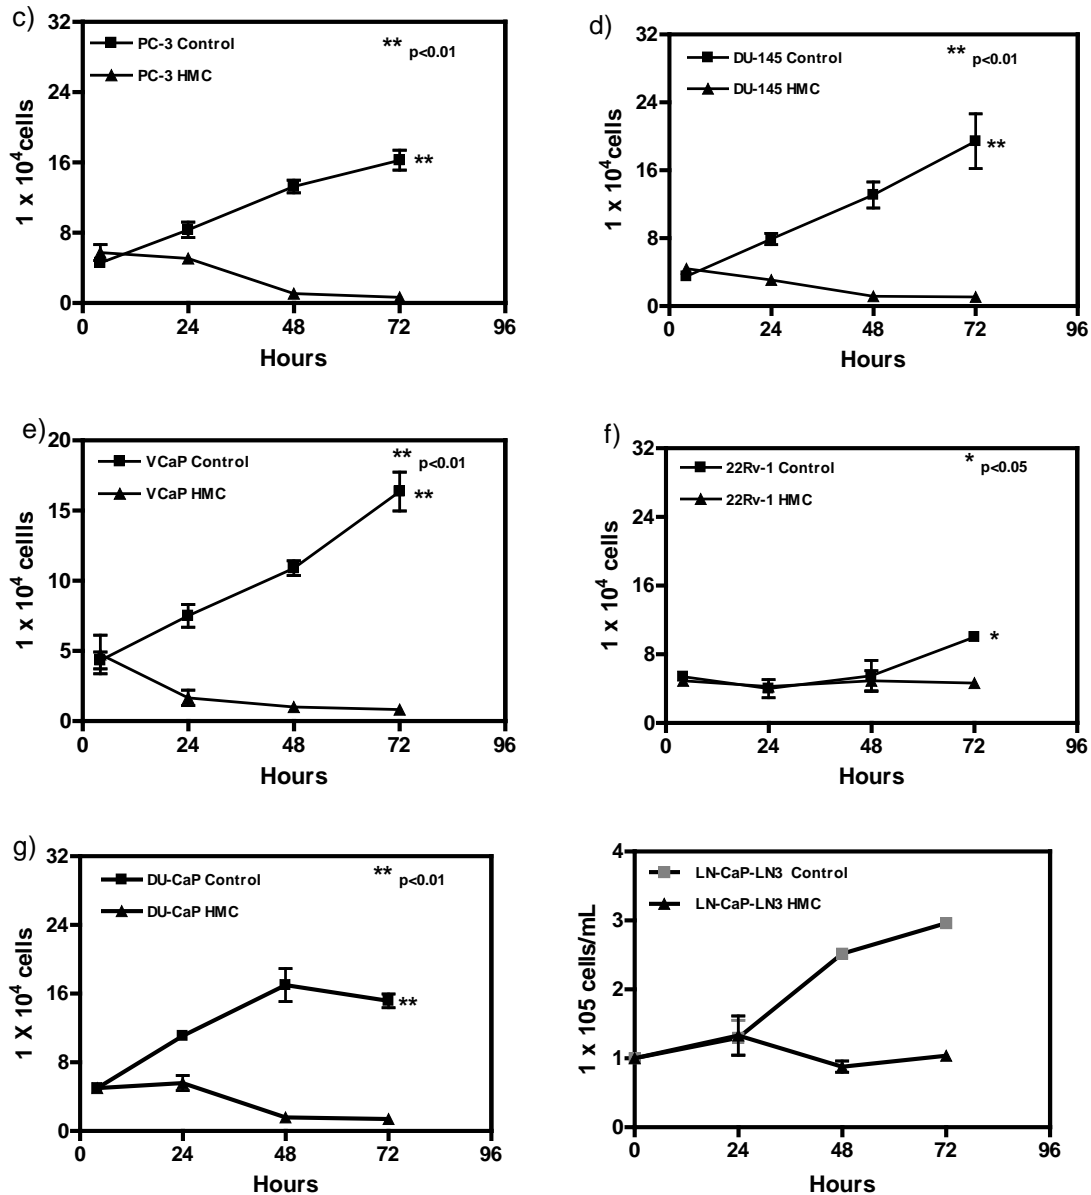 c)
32
24
16
8
0
1 x 10⁴cells
PC-3 Control
PC-3 HMC
** p<0.01
**
0 24 48 72 96
Hours
d)
32
24
16
8
0
1 x 10⁴cells
DU-145 Control
DU-145 HMC
** p<0.01
**
0 24 48 72 96
Hours
e)
20
15
10
5
0
1 x 10⁴ cellls
VCaP Control
VCaP HMC
** p<0.01
**
0 24 48 72 96
Hours
f)
32
24
16
8
0
1 x 10⁴ cells
22Rv-1 Control
22Rv-1 HMC
* p<0.05
*
0 24 48 72 96
Hours
g)
32
24
16
8
0
1 X 10⁴ cells
DU-CaP Control
DU-CaP HMC
** p<0.01
**
0 24 48 72 96
Hours
4
3
2
1
0
1 x 105 cells/mL
LN-CaP-LN3 Control
LN-CaP-LN3 HMC
0 24 48 72 96
Hours